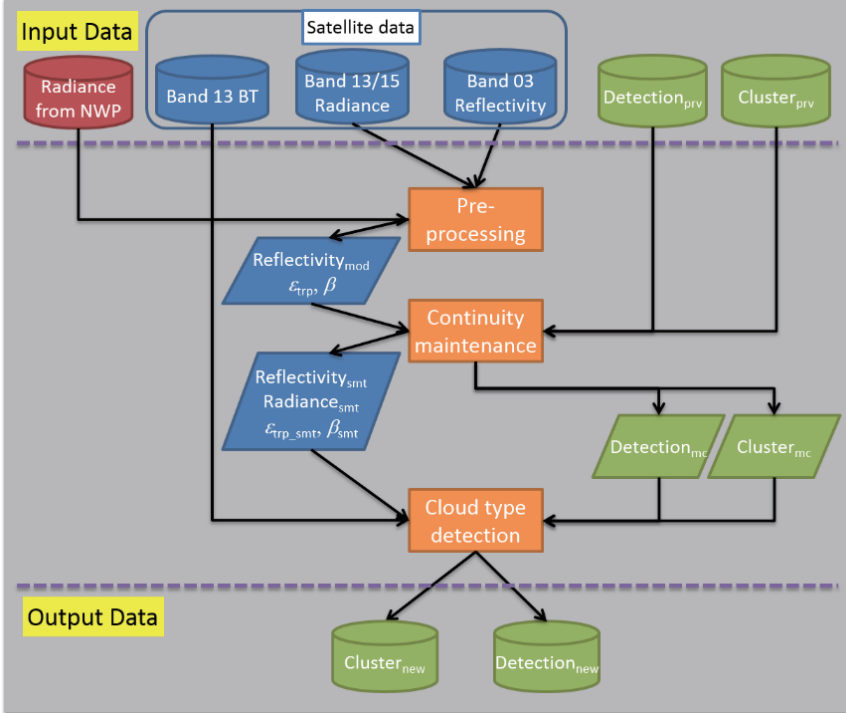 Input Data
Satellite data
Radiance
from NWP
Band 13 BT
Band 13/15
Radiance
Band 03
Reflectivity
Detectionprv
Clusterprv
Pre-
processing
Reflectivitymod
εtrp, β
Continuity
maintenance
Reflectivitysmt
Radiancesmt
εtrp_smt, βsmt
Detectionmc
Clustermc
Cloud type
detection
Output Data
Clusternew
Detectionnew